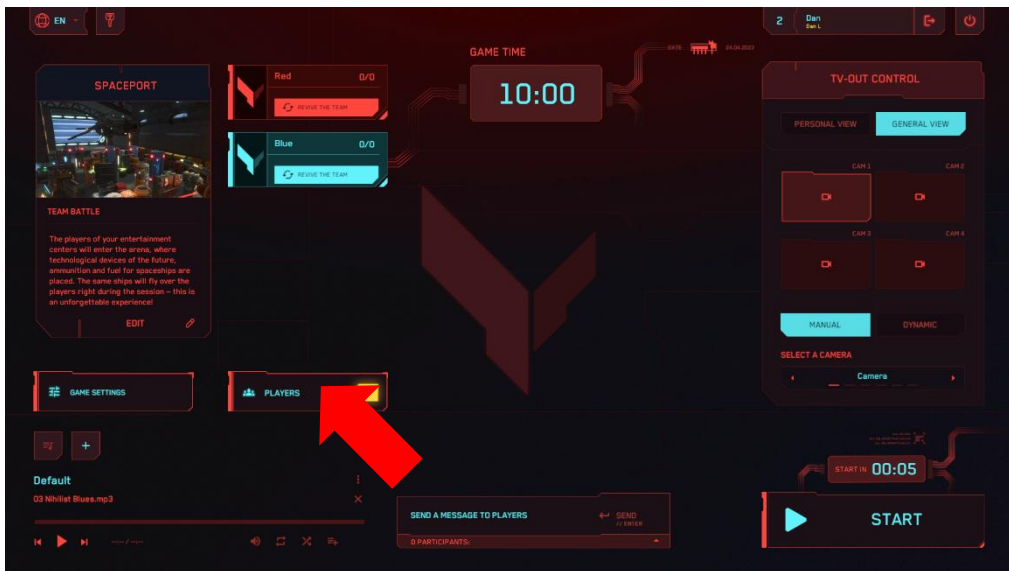 EN
2
Dan
Dan L
GAME TIME
DATE
24.04.2023
10:00
SPACEPORT
Red
0/0
REVIVE THE TEAM
Blue
0/0
REVIVE THE TEAM
TEAM BATTLE
The players of your entertainment
centers will enter the arena, where
technological devices of the future,
ammunition and fuel for spaceships are
placed. The same ships will fly over the
players right during the session – this is
an unforgettable experience!
EDIT
TV-OUT CONTROL
PERSONAL VIEW
GENERAL VIEW
CAM 1
CAM 2
CAM 3
CAM 4
MANUAL
DYNAMIC
SELECT A CAMERA
Camera
GAME SETTINGS
PLAYERS
Default
03 Nihilist Blues.mp3
--:-- / --:--
SEND A MESSAGE TO PLAYERS
SEND
// ENTER
0 PARTICIPANTS:
START IN 00:05
START